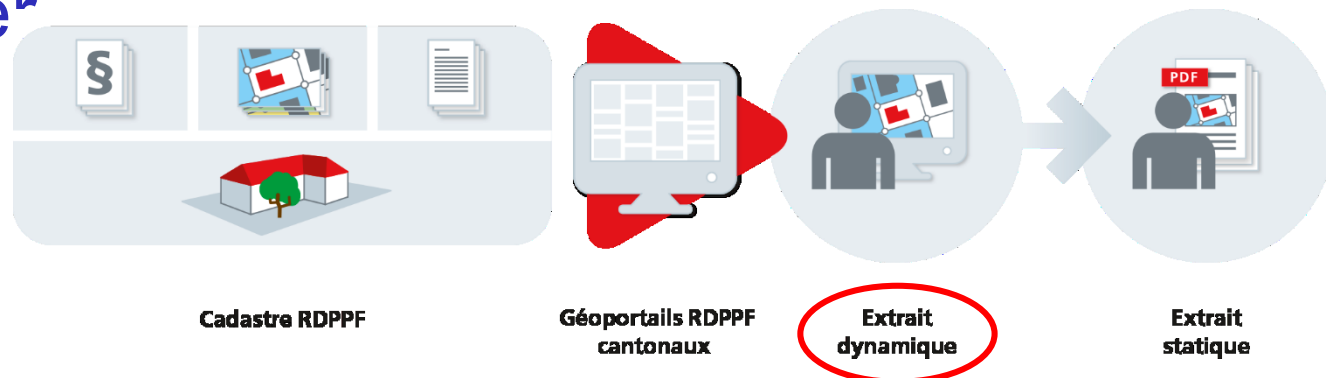 §
PDF
Cadastre RDPPF
Géoportails RDPPF
cantonaux
Extrait
dynamique
Extrait
statique